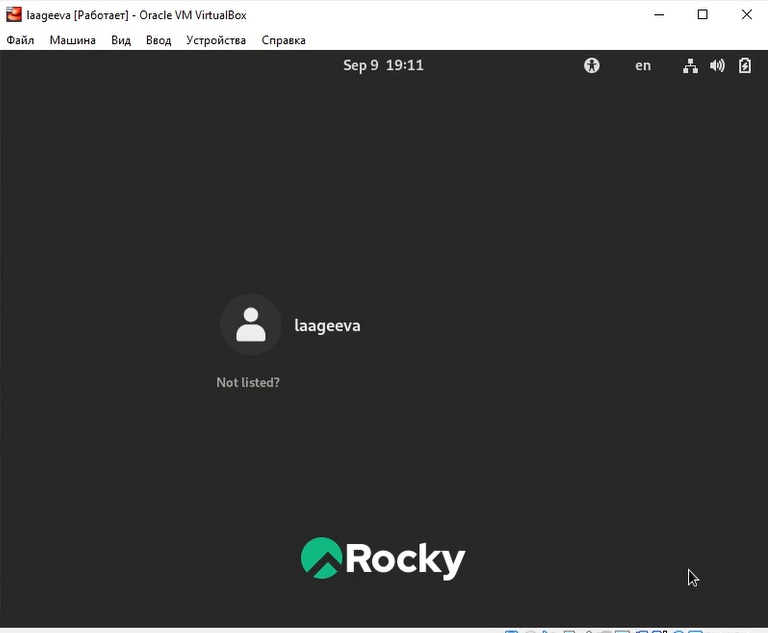 laageeva [Работает] - Oracle VM VirtualBox
Файл Машина Вид Ввод Устройства Справка
Sep 9 19:11 en
laageeva
Not listed?
Rocky